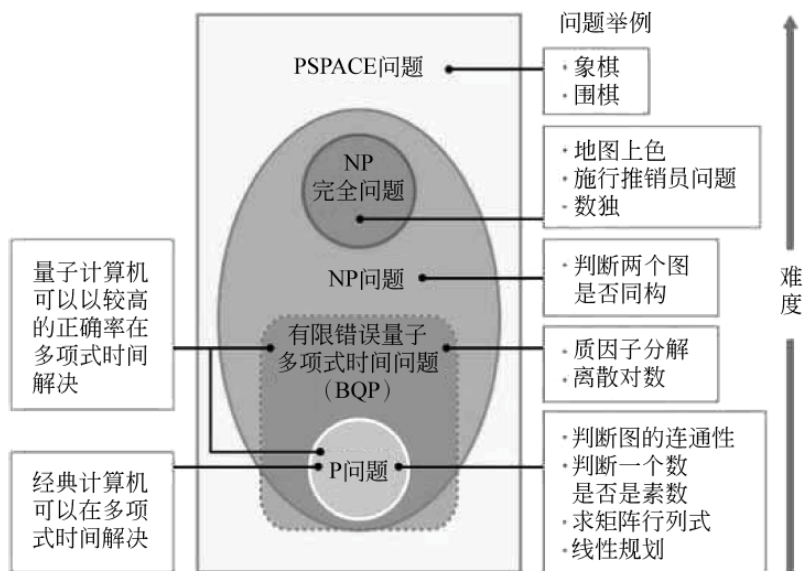 问题举例
PSPACE问题
·象棋
·围棋
NP
完全问题
·地图上色
·施行推销员问题
·数独
NP问题
·判断两个图
是否同构
难度
量子计算机
可以以较高
的正确率在
多项式时间
解决
有限错误量子
多项式时间问题
（BQP）
·质因子分解
·离散对数
P问题
·判断图的连通性
·判断一个数
是否是素数
·求矩阵行列式
·线性规划
经典计算机
可以在多项
式时间解决